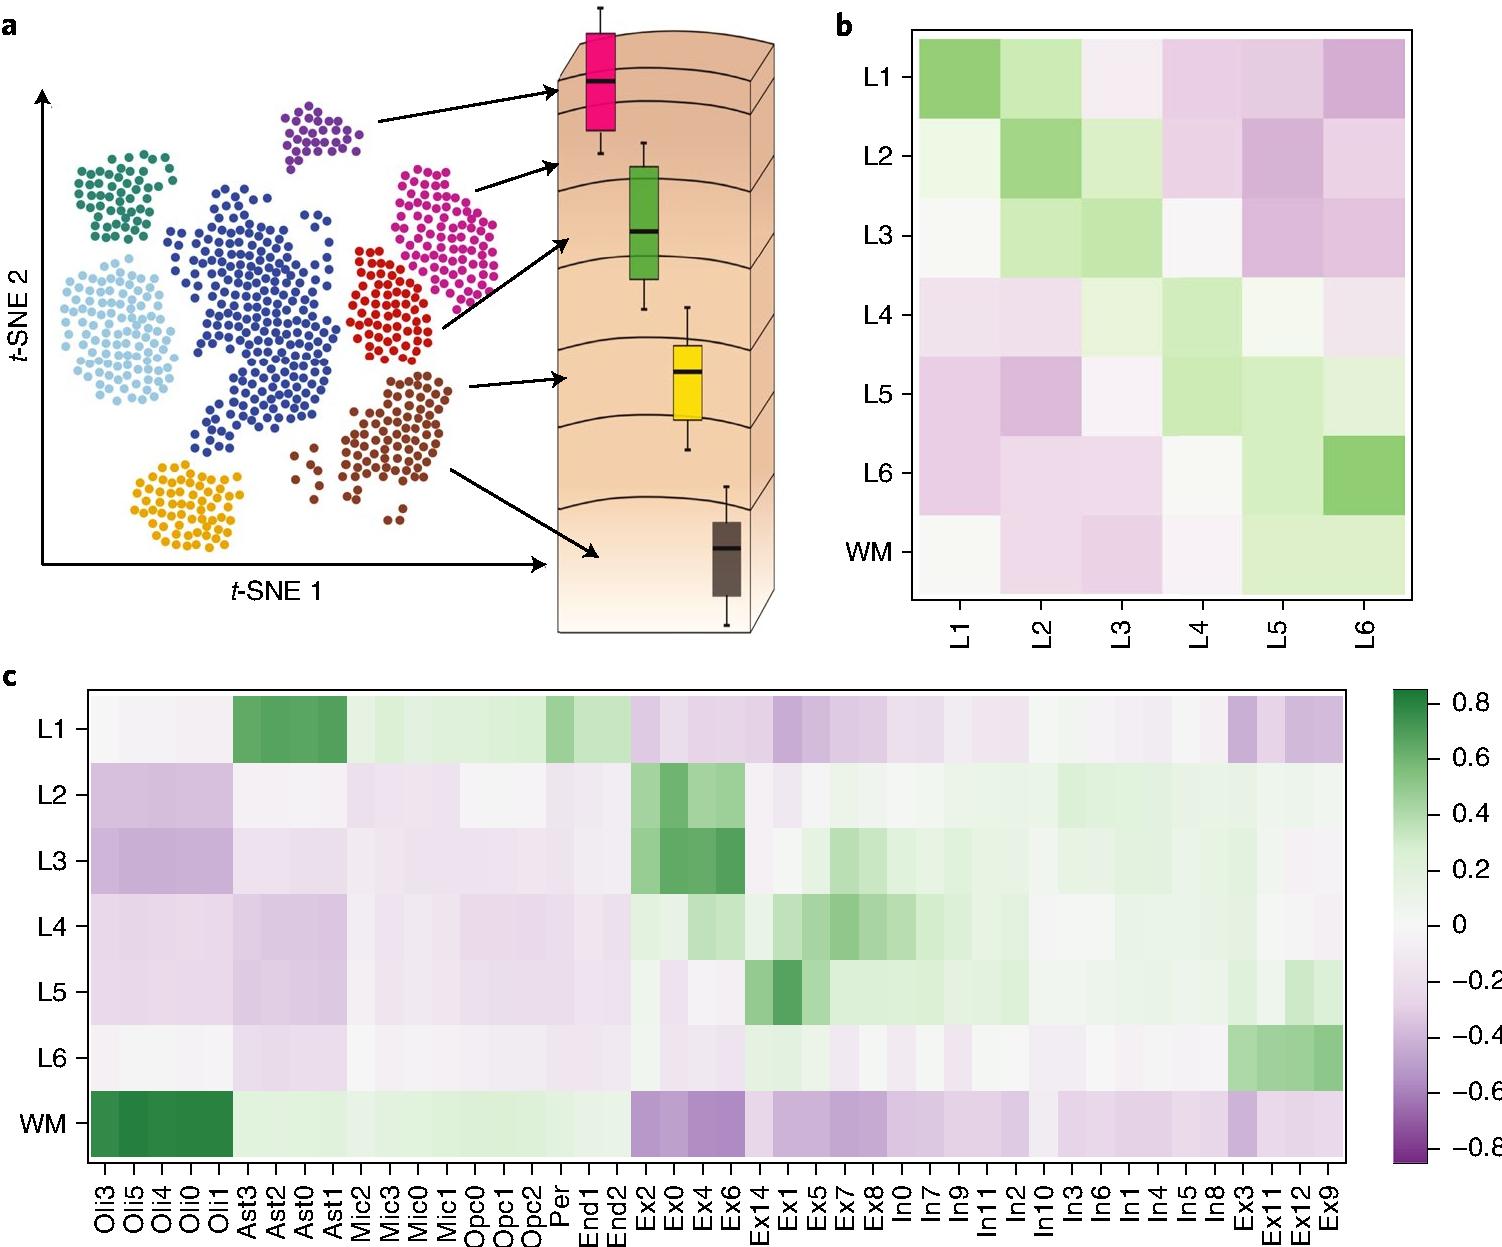 a
t-SNE 2
t-SNE 1
b
L1
L2
L3
L4
L5
L6
WM
L1 L2 L3 L4 L5 L6
c
L1
L2
L3
L4
L5
L6
WM
Oli3 Oli5 Oli4 Oli0 Oli1 Ast3 Ast2 Ast0 Ast1 Mic2 Mic3 Mic0 Mic1 Opc0 Opc1 Opc2 Per End1 End2 Ex2 Ex0 Ex4 Ex6 Ex14 Ex1 Ex5 Ex7 Ex8 In0 In7 In9 In11 In2 In10 In3 In6 In1 In4 In5 In8 Ex3 Ex11 Ex12 Ex9
0.8
0.6
0.4
0.2
0
-0.2
-0.4
-0.6
-0.8